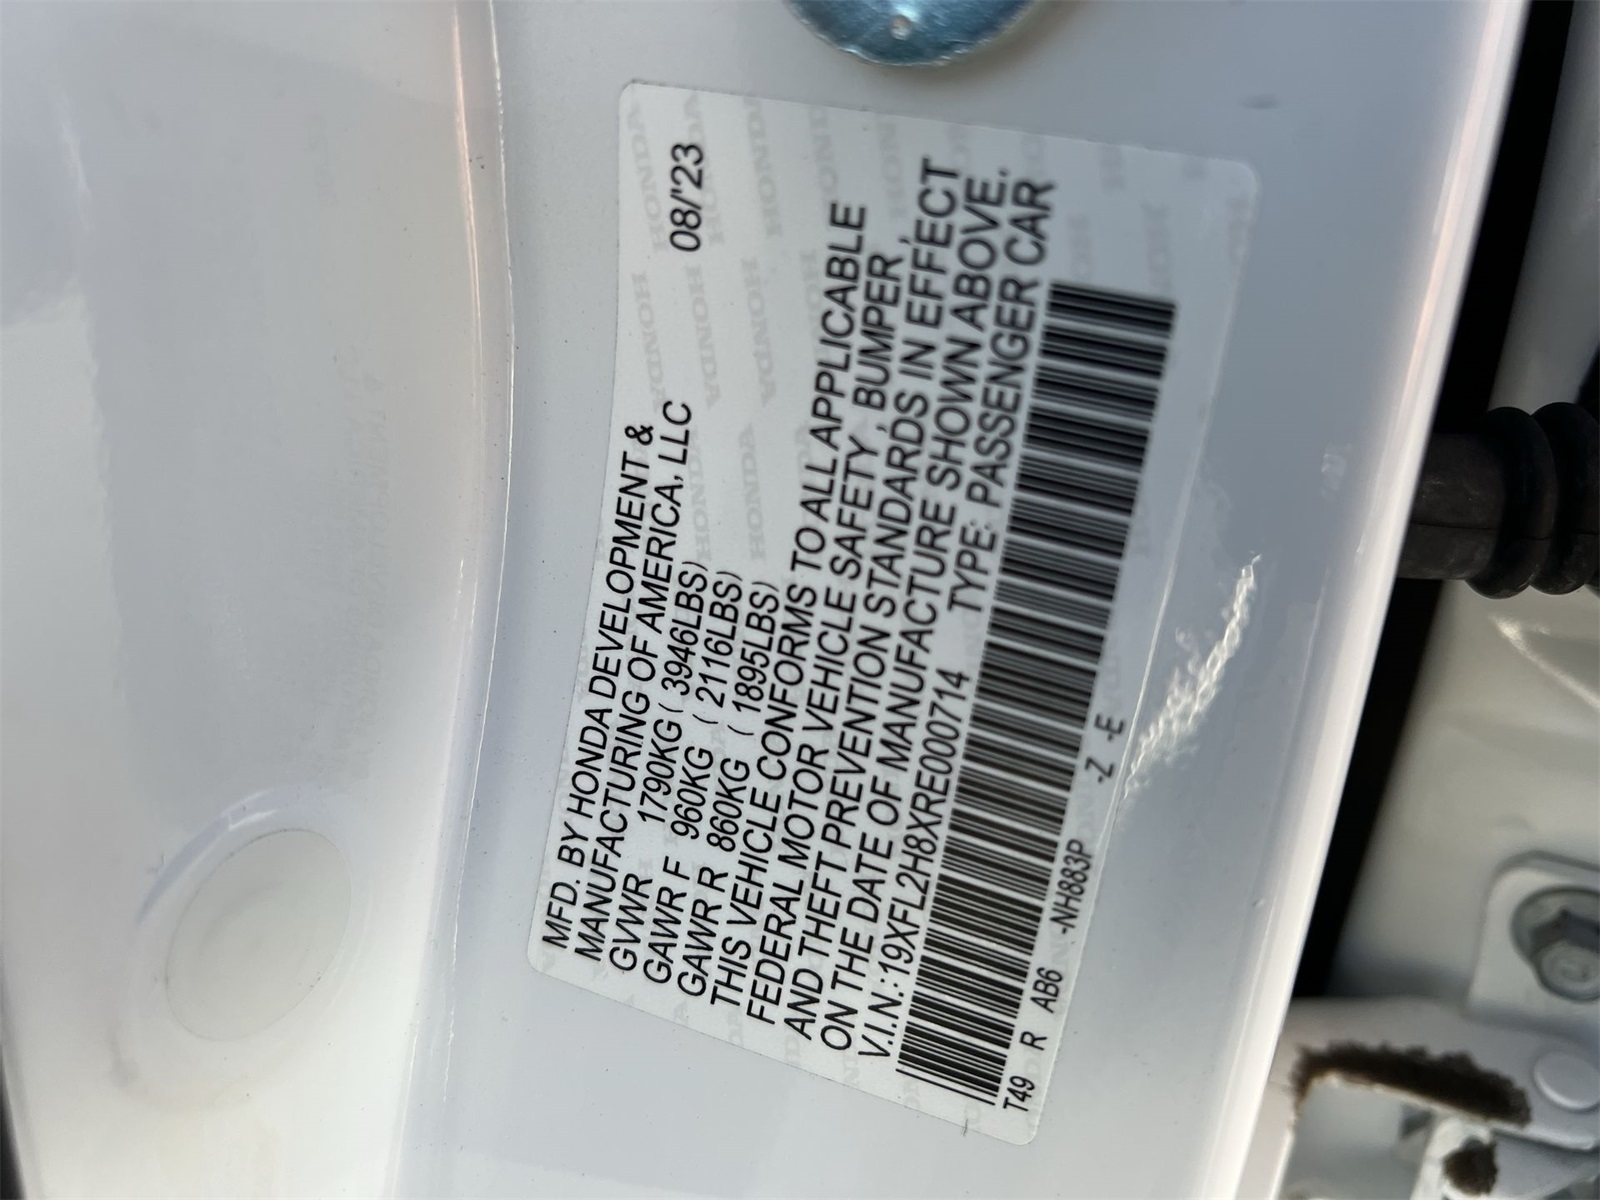 MFD. BY HONDA DEVELOPMENT &
MANUFACTURING OF AMERICA, LLC 08/'23
GVWR 1790KG ( 3946LBS)
GAWR F 960KG ( 2116LBS)
GAWR R 860KG ( 1895LBS)
THIS VEHICLE CONFORMS TO ALL APPLICABLE
FEDERAL MOTOR VEHICLE SAFETY , BUMPER ,
AND THEFT PREVENTION STANDARDS IN EFFECT
ON THE DATE OF MANUFACTURE SHOWN ABOVE.
V.I.N.: 19XFL2H8XRE000714 TYPE: PASSENGER CAR
T49 R AB6 -NH883P -Z -E